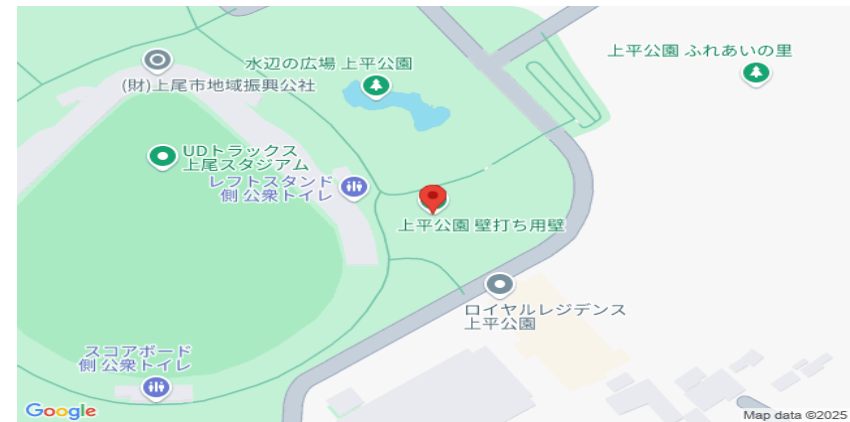 水辺の広場 上平公園
(財)上尾市地域振興公社
上平公園 ふれあいの里
UDトラックス
上尾スタジアム
レフトスタンド
側 公衆トイレ
上平公園 壁打ち用壁
ロイヤルレジデンス
上平公園
スコアボード
側 公衆トイレ
Google
Map data ©2025